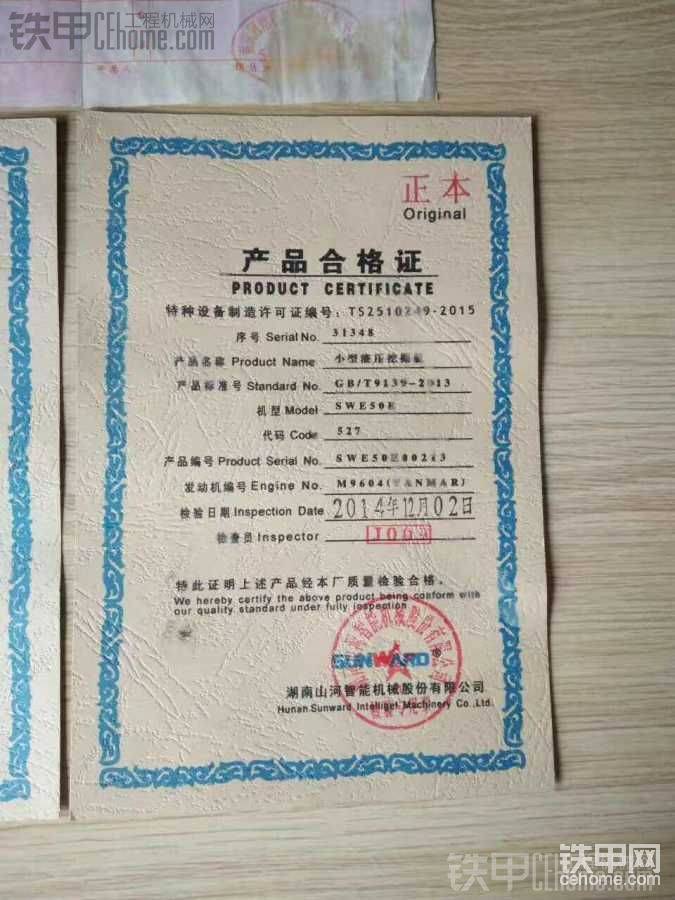 铁甲工程机械网
CEhome.com
正本
Original
产品合格证
PRODUCT CERTIFICATE
特种设备制造许可证编号：TS2510249-2015
序号 Serial No. 31348
产品名称 Product Name 小型液压挖掘机
产品标准号 Standard No. GB/T9139-2013
机型 Model SWE50E
代码 Code 527
产品编号 Product Serial No. SWE50E00213
发动机编号 Engine No. M9604(YANMAR)
检验日期 Inspection Date 2014年12月02日
检查员 Inspector
特此证明上述产品经本厂质量检验合格。
We hereby certify the above product being conform with
our quality standard under fully inspection
SUNWARD®
湖南山河智能机械股份有限公司
Hunan Sunward Intelliget Machinery Co.,Ltd.
铁甲网
cehome.com